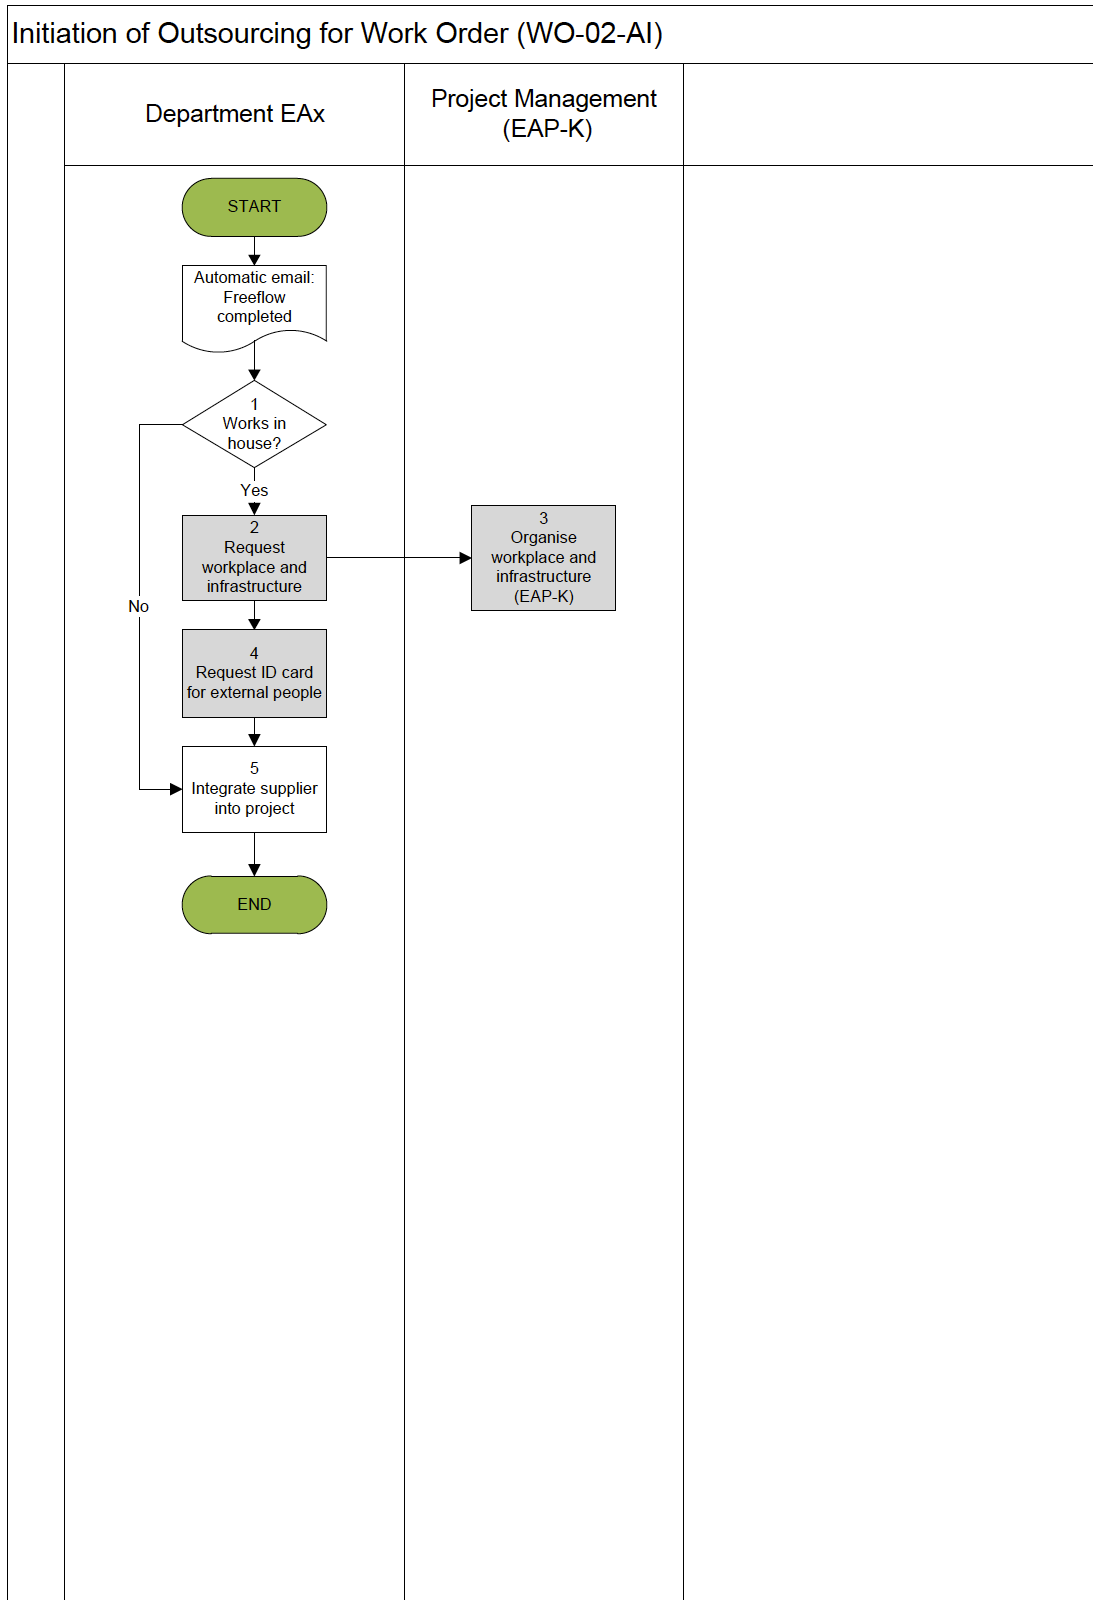 Initiation of Outsourcing for Work Order (WO-02-AI)
Department EAx
Project Management
(EAP-K)
START
Automatic email:
Freeflow
completed
1
Works in
house?
Yes
2
Request
workplace and
infrastructure
3
Organise
workplace and
infrastructure
(EAP-K)
No
4
Request ID card
for external people
5
Integrate supplier
into project
END